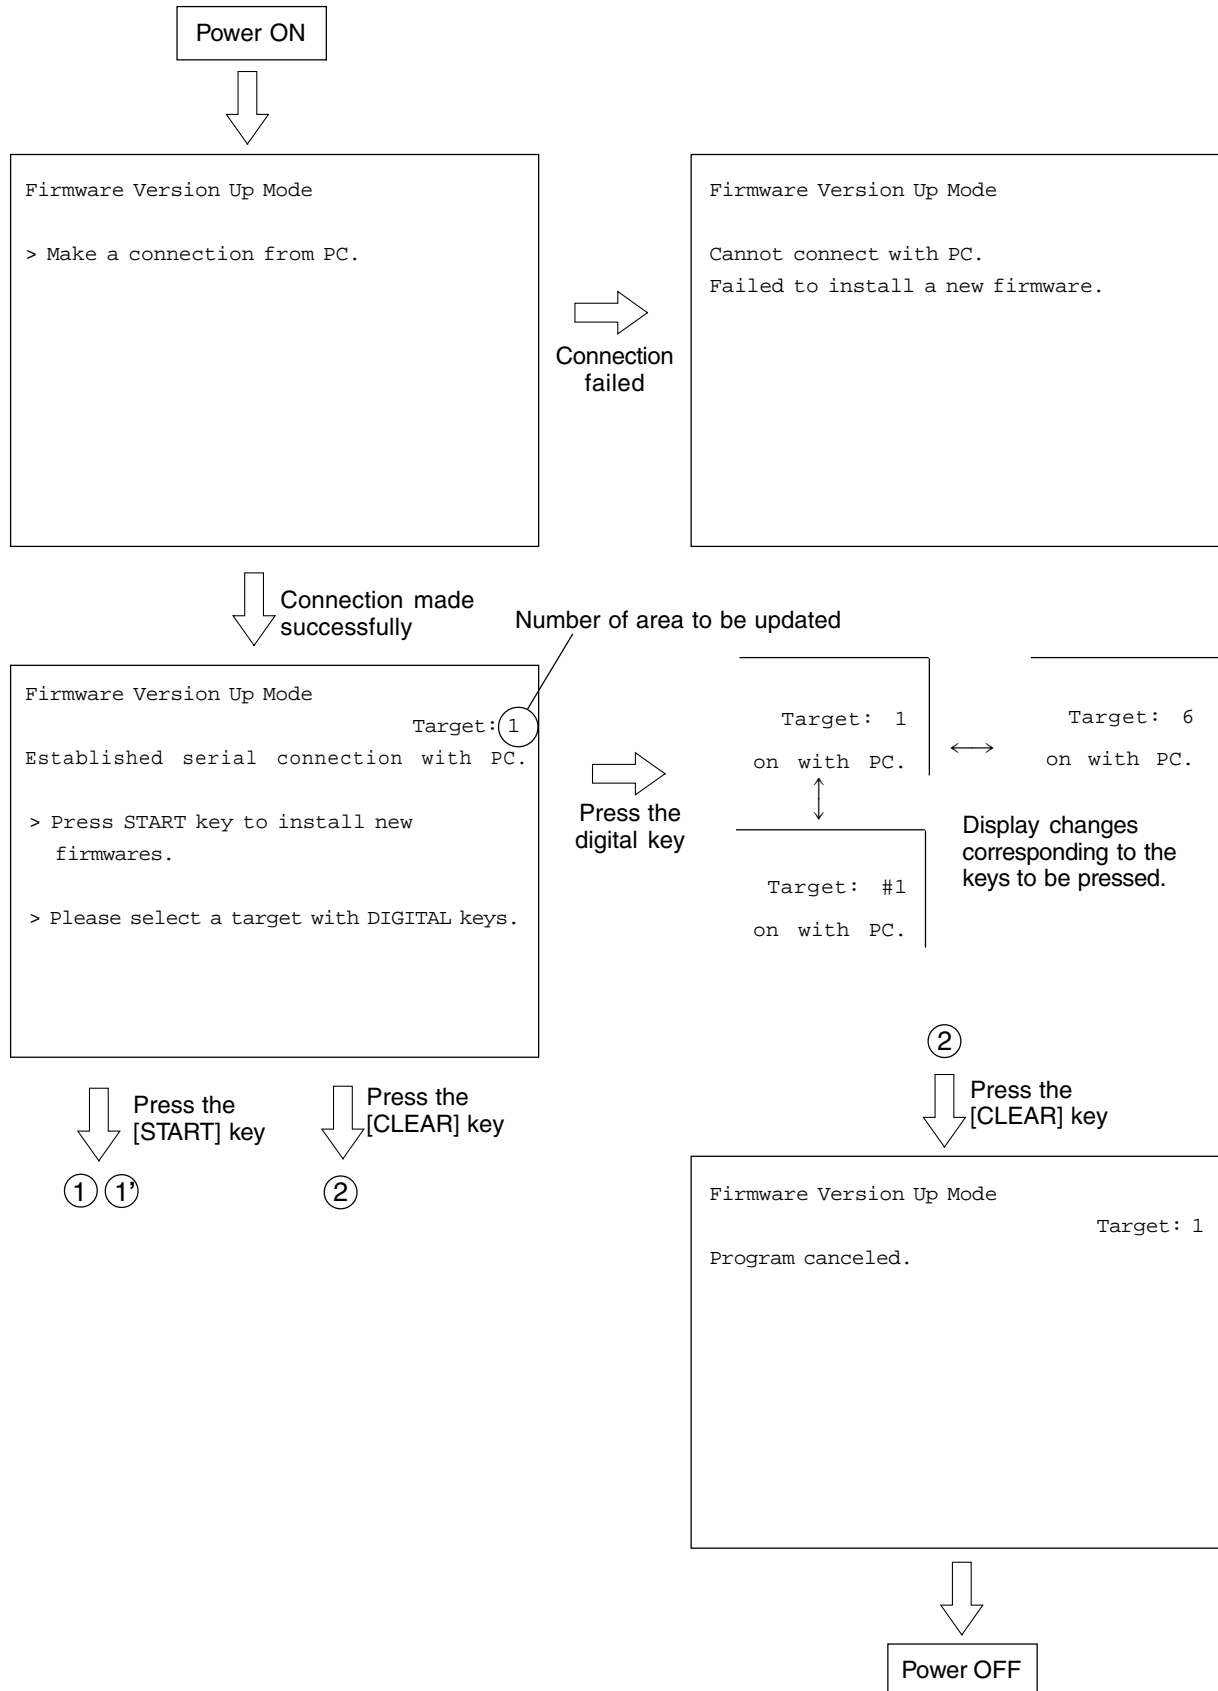 Power ON
Firmware Version Up Mode
> Make a connection from PC.
Connection
failed
Firmware Version Up Mode
Cannot connect with PC.
Failed to install a new firmware.
Connection made
successfully
Number of area to be updated
Firmware Version Up Mode
Target: 1
Established serial connection with PC.
> Press START key to install new
firmwares.
> Please select a target with DIGITAL keys.
Press the
digital key
Target: 1
on with PC.
Target: 6
on with PC.
Target: #1
on with PC.
Display changes
corresponding to the
keys to be pressed.
Press the
[START] key
1 1'
Press the
[CLEAR] key
2
2
Press the
[CLEAR] key
Firmware Version Up Mode
Target: 1
Program canceled.
Power OFF